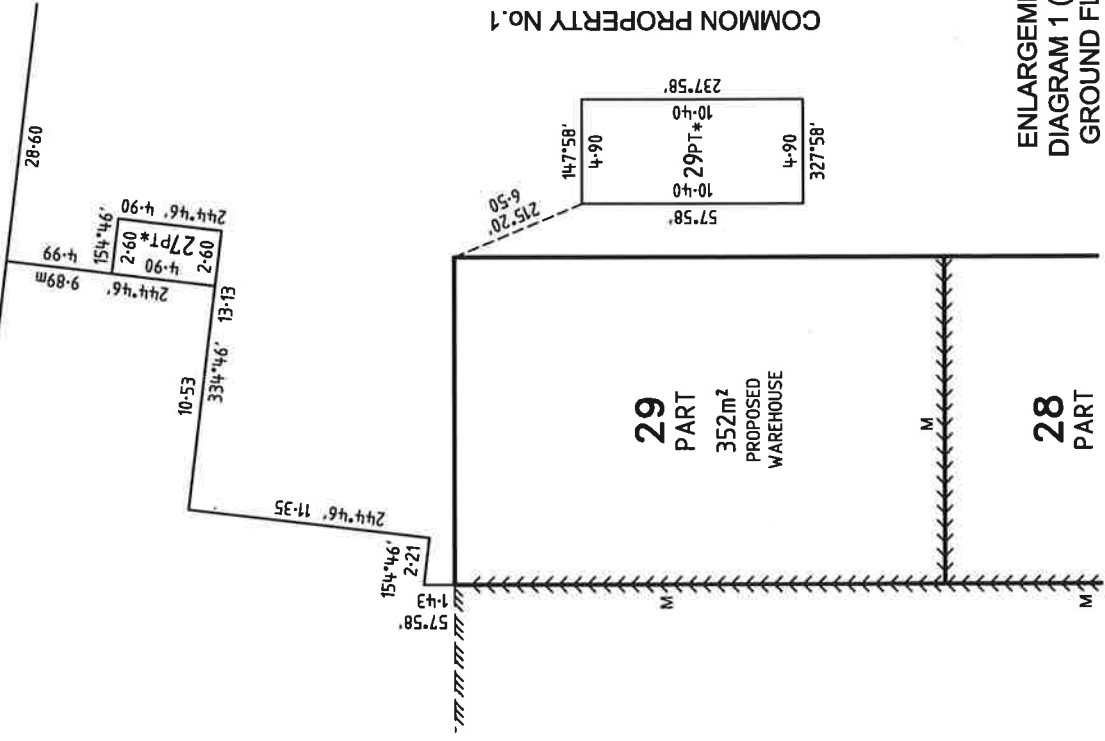 28·60
4·99
9·89m
244°46'
154°46'
2·60
4·90
27PT*
4·90
244°46'
2·60
13·13
10·53
334°46'
244°46'
11·35
154°46'
2·21
1·43
57°58'
COMMON PROPERTY No.1
215°20'
6·50
147°58'
4·90
237°58'
10·40
29PT*
10·40
57°58'
4·90
327°58'
29
PART
352m²
PROPOSED
WAREHOUSE
M
M
28
PART
M
DIAGRAM 1 (
GROUND